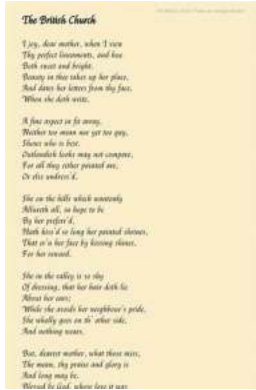 The British Church
I joy, dear mother, when I view
Thy perfect lineaments, and hue
Both sweet and bright.
Beauty in thee takes up her place,
And dates her letters from thy face,
When she doth write.
A fine aspect in fit array,
Neither too mean nor yet too gay,
Shows who is best.
Outlandish looks may not compare,
For all they either painted are,
Or else undress'd.
She on the hills which wantonly
Allureth all, in hope to be
By her preferr'd,
Hath kiss'd so long her painted shrines,
That ev'n her face by kissing shines,
For her reward.
She in the valley is so shy
Of dressing, that her hair doth lie
About her ears;
While she avoids her neighbour's pride,
She wholly goes on th' other side,
And nothing wears.
But, dearest mother, what those miss,
The mean, thy praise and glory is
And long may be.
Blessed be God, whose love it was